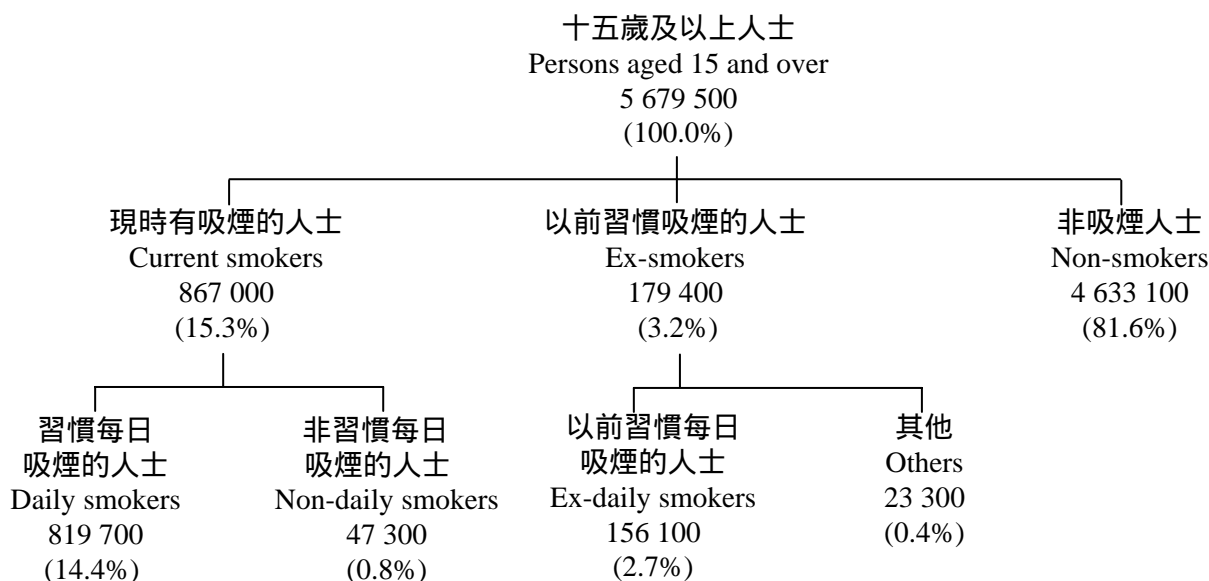 十五歲及以上人士
Persons aged 15 and over
5 679 500
(100.0%)
現時有吸煙的人士
Current smokers
867 000
(15.3%)
以前習慣吸煙的人士
Ex-smokers
179 400
(3.2%)
非吸煙人士
Non-smokers
4 633 100
(81.6%)
習慣每日
吸煙的人士
Daily smokers
819 700
(14.4%)
非習慣每日
吸煙的人士
Non-daily smokers
47 300
(0.8%)
以前習慣每日
吸煙的人士
Ex-daily smokers
156 100
(2.7%)
其他
Others
23 300
(0.4%)